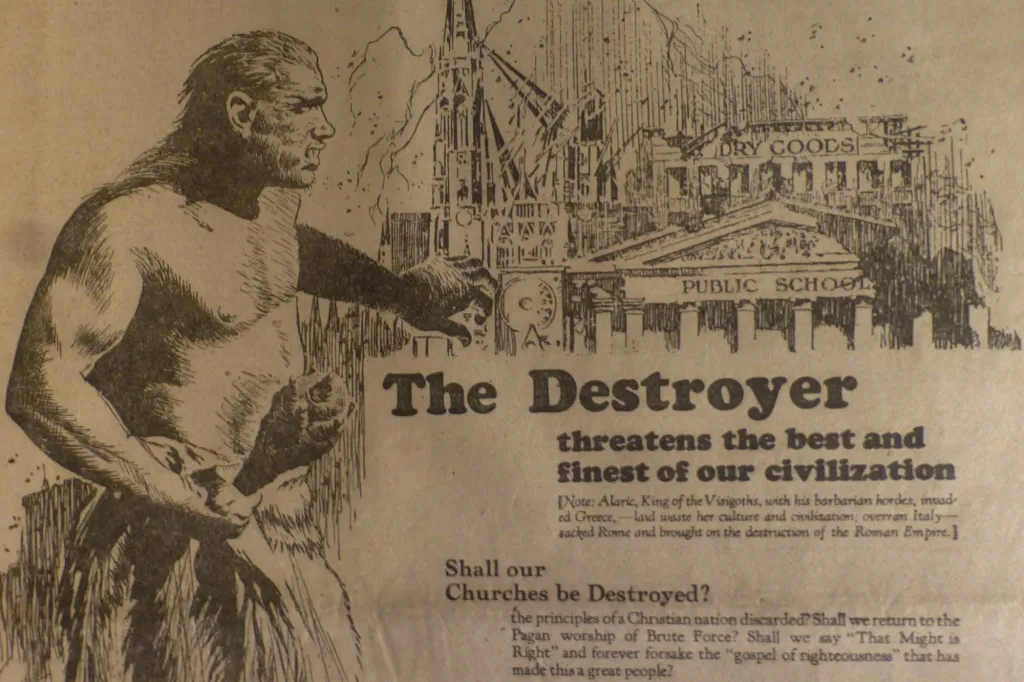 DRY GOODS
PUBLIC SCHOOL
The Destroyer
threatens the best and
finest of our civilization
[Note: Alaric, King of the Visigoths, with his barbarian hordes, invad-
ed Greece,—laid waste her culture and civilization; overran Italy—
sacked Rome and brought on the destruction of the Roman Empire.]
Shall our
Churches be Destroyed?
the principles of a Christian nation discarded? Shall we return to the
Pagan worship of Brute Force? Shall we say "That Might is
Right" and forever forsake the "gospel of righteousness" that has
made this a great people?